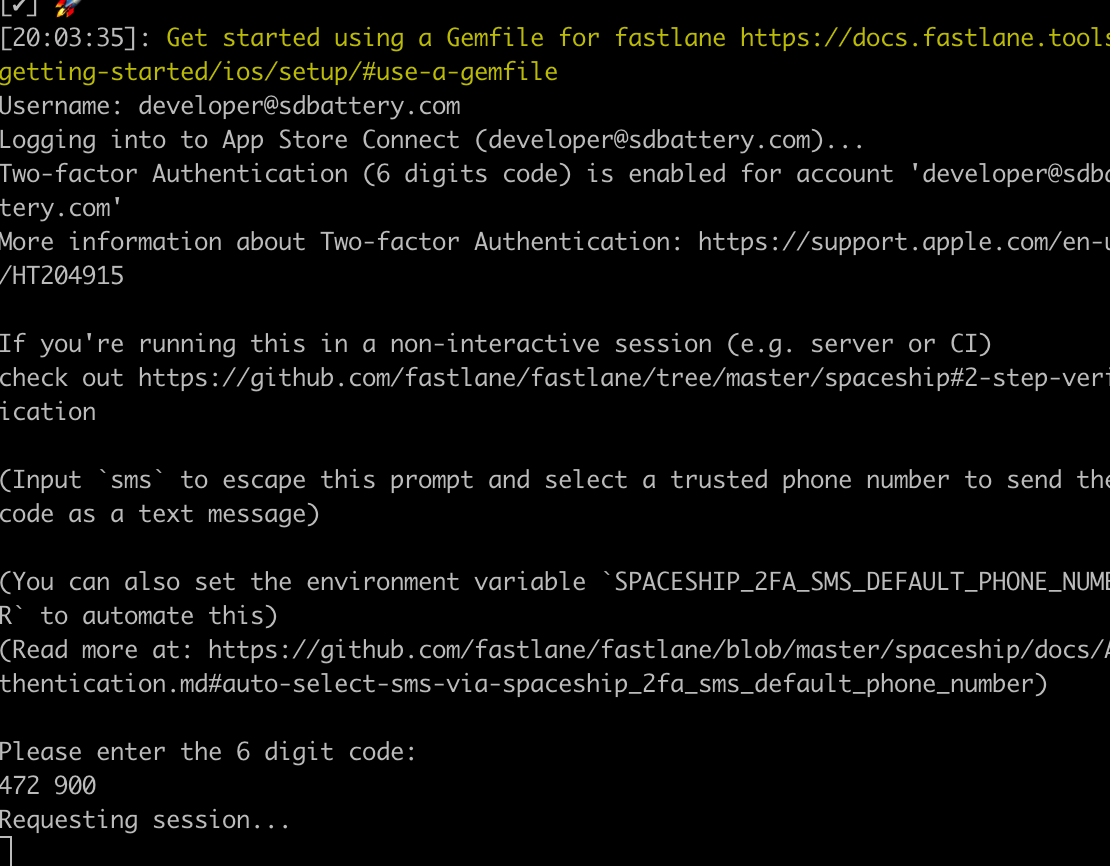 [✔] 🚀
[20:03:35]: Get started using a Gemfile for fastlane https://docs.fastlane.tools
getting-started/ios/setup/#use-a-gemfile
Username: developer@sdbattery.com
Logging into to App Store Connect (developer@sdbattery.com)...
Two-factor Authentication (6 digits code) is enabled for account 'developer@sdba
tery.com'
More information about Two-factor Authentication: https://support.apple.com/en-u
/HT204915
If you're running this in a non-interactive session (e.g. server or CI)
check out https://github.com/fastlane/fastlane/tree/master/spaceship#2-step-veri
ication
(Input `sms` to escape this prompt and select a trusted phone number to send the
code as a text message)
(You can also set the environment variable `SPACESHIP_2FA_SMS_DEFAULT_PHONE_NUMBE
R` to automate this)
(Read more at: https://github.com/fastlane/fastlane/blob/master/spaceship/docs/A
thentication.md#auto-select-sms-via-spaceship_2fa_sms_default_phone_number)
Please enter the 6 digit code:
472 900
Requesting session...